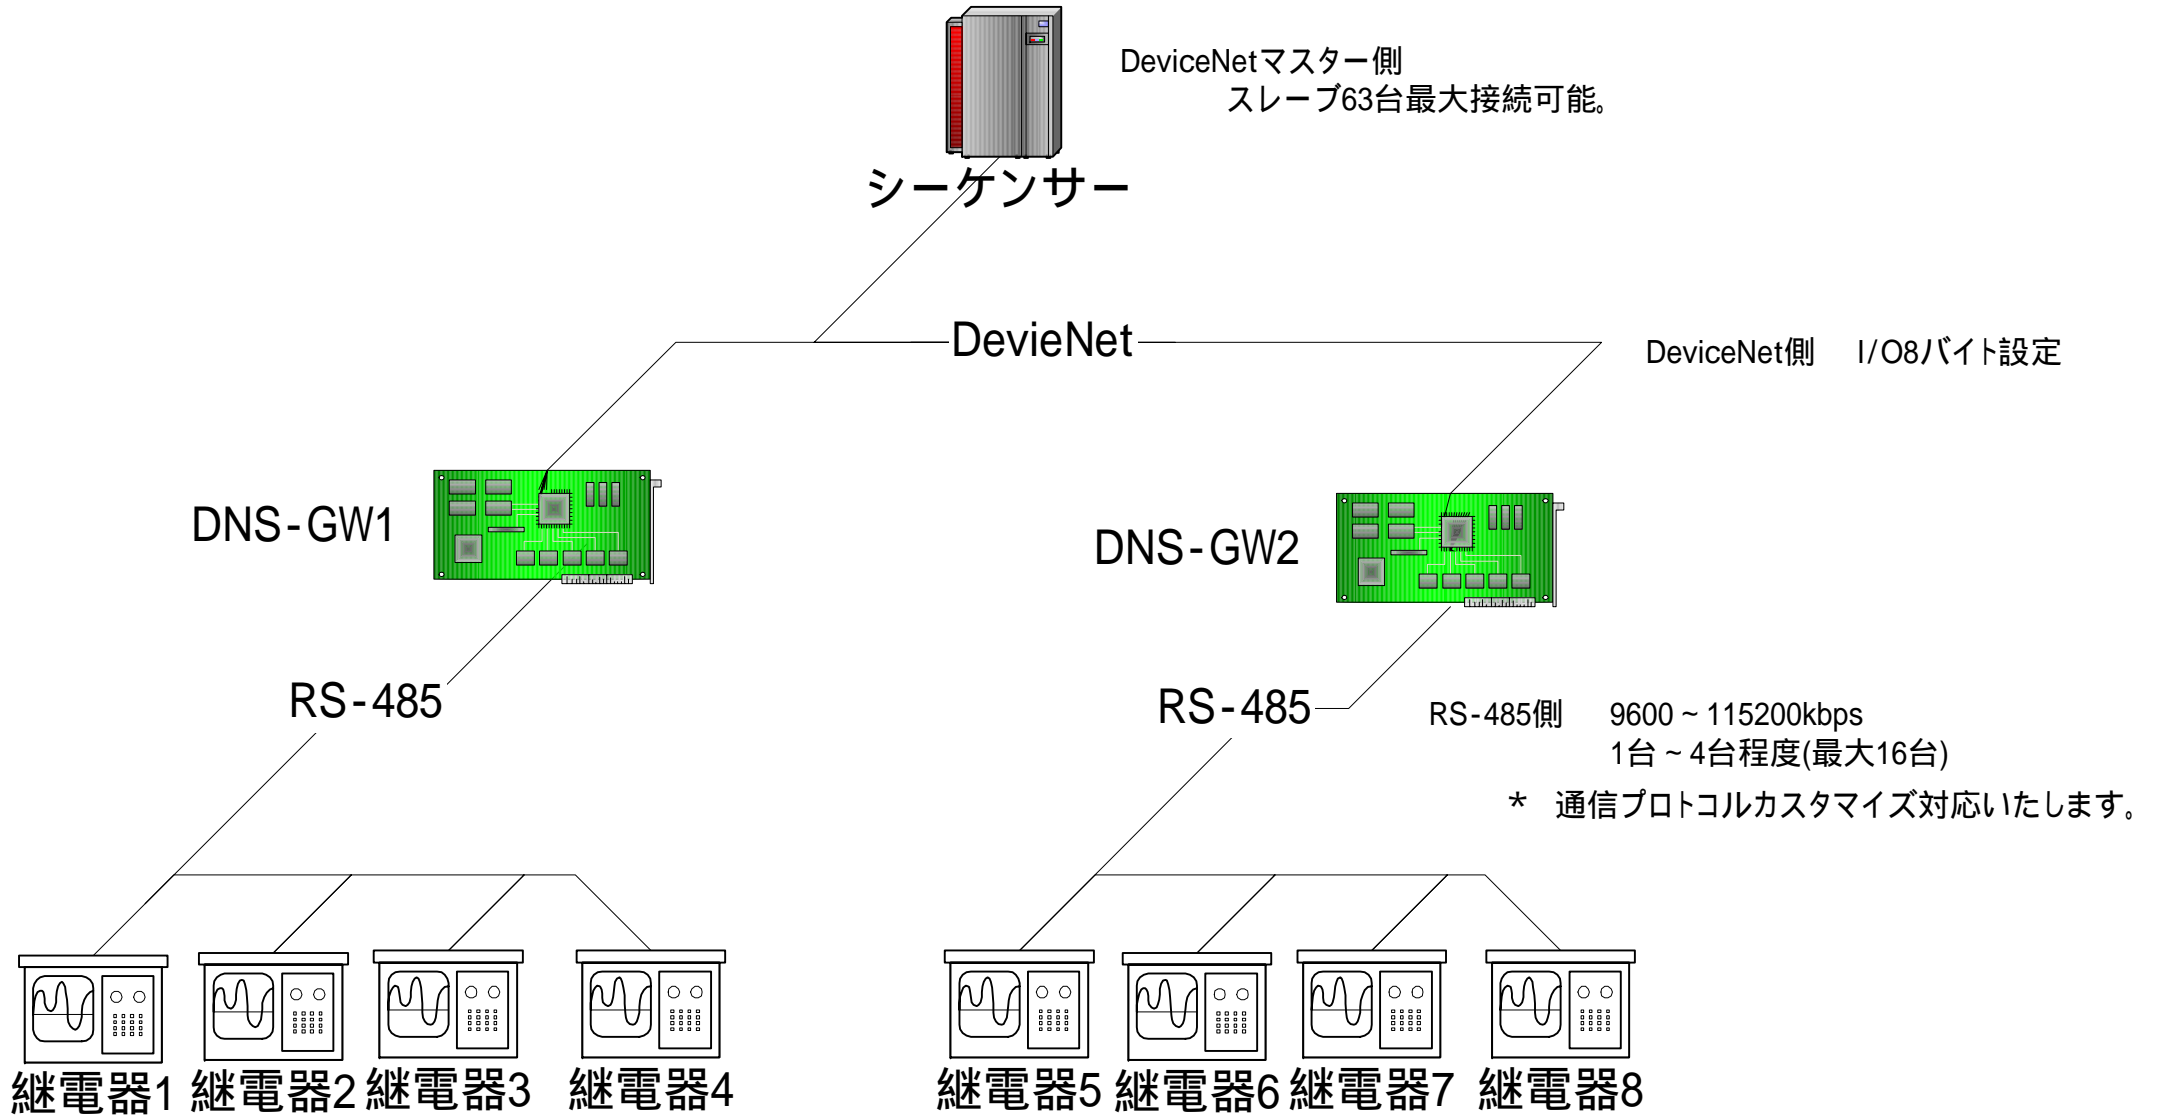 DeviceNetマスター側
スレーブ63台最大接続可能。
シーケンサー
DevieNet
DeviceNet側 I/O8バイト設定
DNS-GW1
DNS-GW2
RS-485
RS-485
RS-485側 9600~115200kbps
1台~4台程度(最大16台)
* 通信プロトコルカスタマイズ対応いたします。
継電器1
継電器2
継電器3
継電器4
継電器5
継電器6
継電器7
継電器8